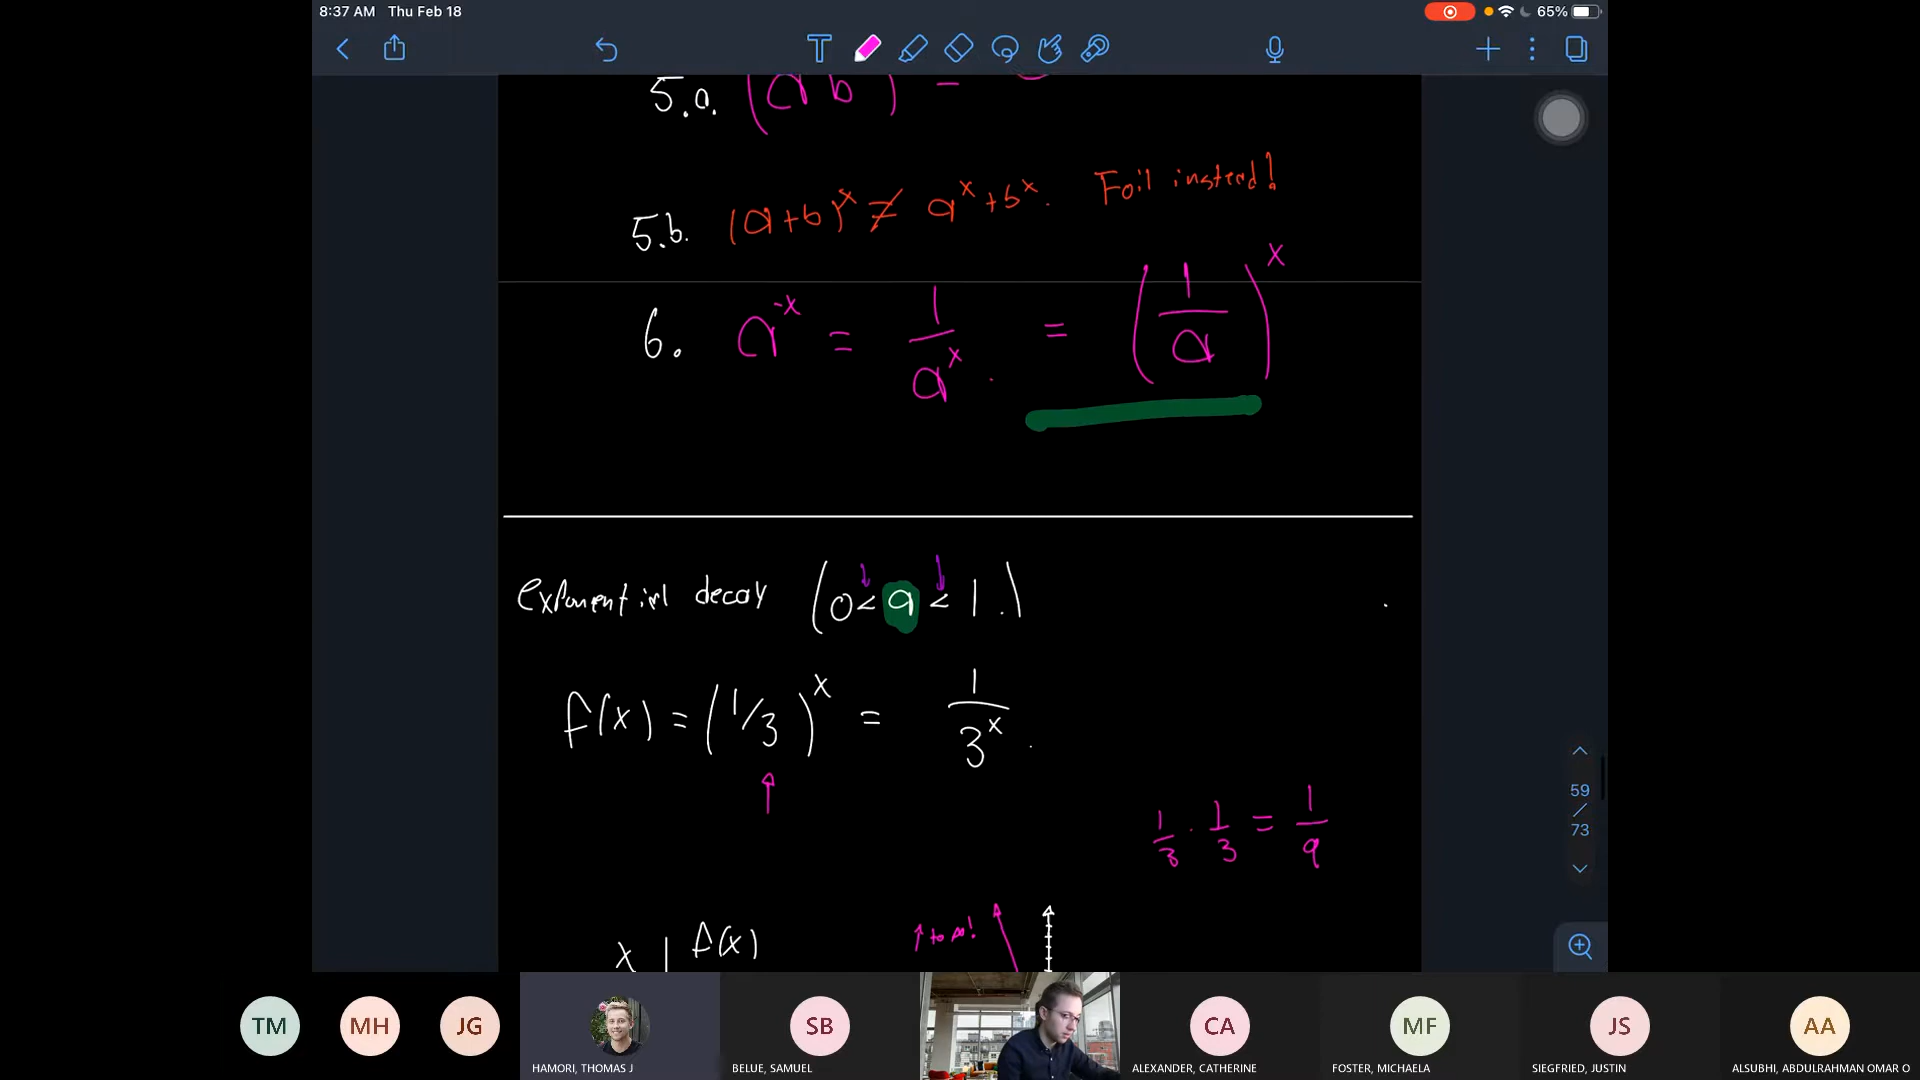 8:37 AM Thu Feb 18
65%
5.a. (ab) =
5.b. (a+b)^x ≠ a^x + b^x. Foil instead!
6. a^-x = 1/a^x. = (1/a)^x
Exponential decay (0 < a < 1.)
f(x) = (1/3)^x = 1/3^x.
59
/
73
1/3 · 1/3 = 1/9
x | f(x)
↑ to ∞!
TM
MH
JG
SB
CA
MF
JS
AA
HAMORI, THOMAS J
BELUE, SAMUEL
ALEXANDER, CATHERINE
FOSTER, MICHAELA
SIEGFRIED, JUSTIN
ALSUBHI, ABDULRAHMAN OMAR O